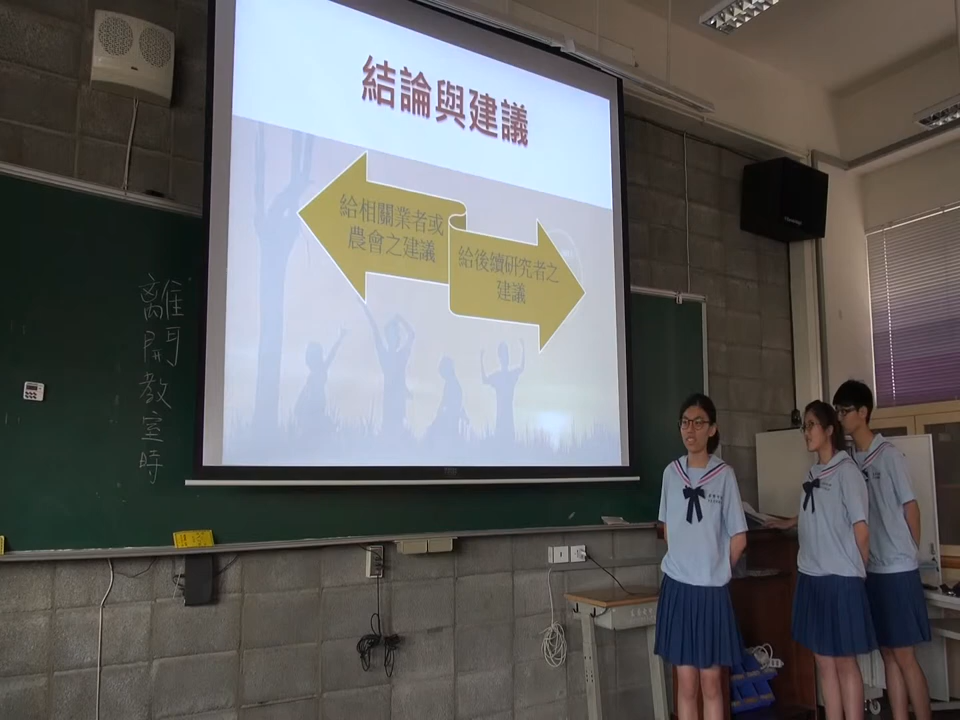 結論與建議
給相關業者或
農會之建議
給後續研究者之
建議
離開教室時